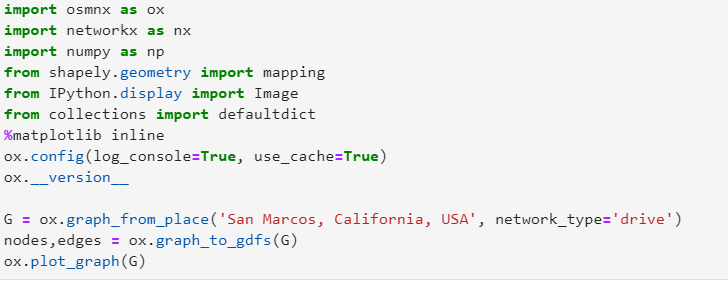 import osmnx as ox
import networkx as nx
import numpy as np
from shapely.geometry import mapping
from IPython.display import Image
from collections import defaultdict
%matplotlib inline
ox.config(log_console=True, use_cache=True)
ox.__version__

G = ox.graph_from_place('San Marcos, California, USA', network_type='drive')
nodes,edges = ox.graph_to_gdfs(G)
ox.plot_graph(G)